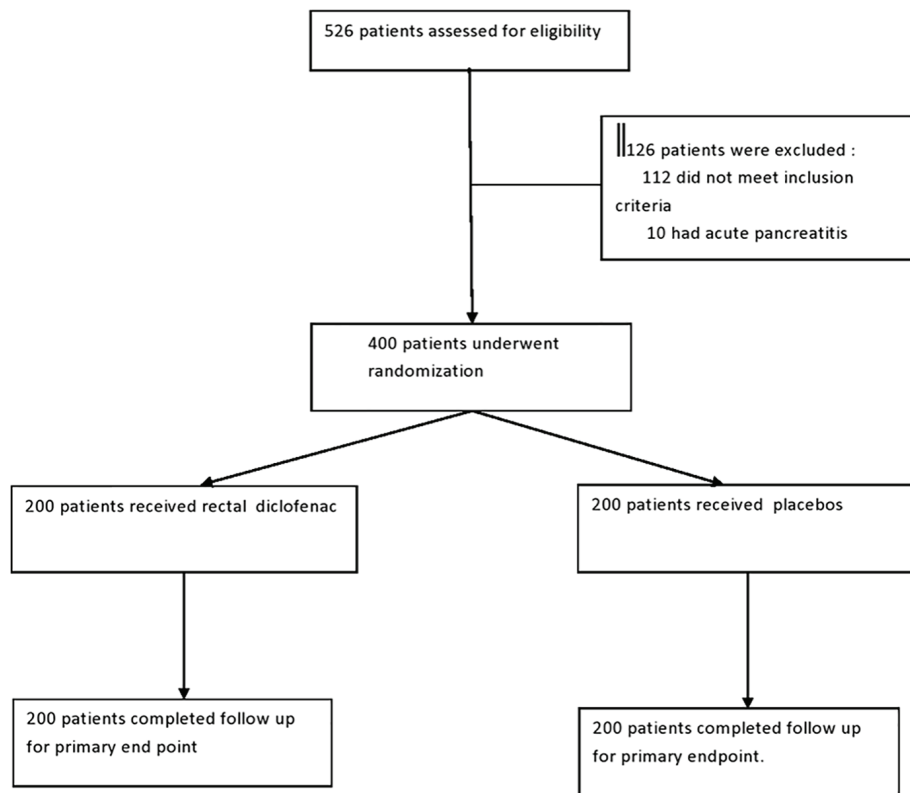 526 patients assessed for eligibility
126 patients were excluded :
112 did not meet inclusion
criteria
10 had acute pancreatitis
400 patients underwent
randomization
200 patients received rectal diclofenac
200 patients received placebos
200 patients completed follow up
for primary end point
200 patients completed follow up
for primary endpoint.